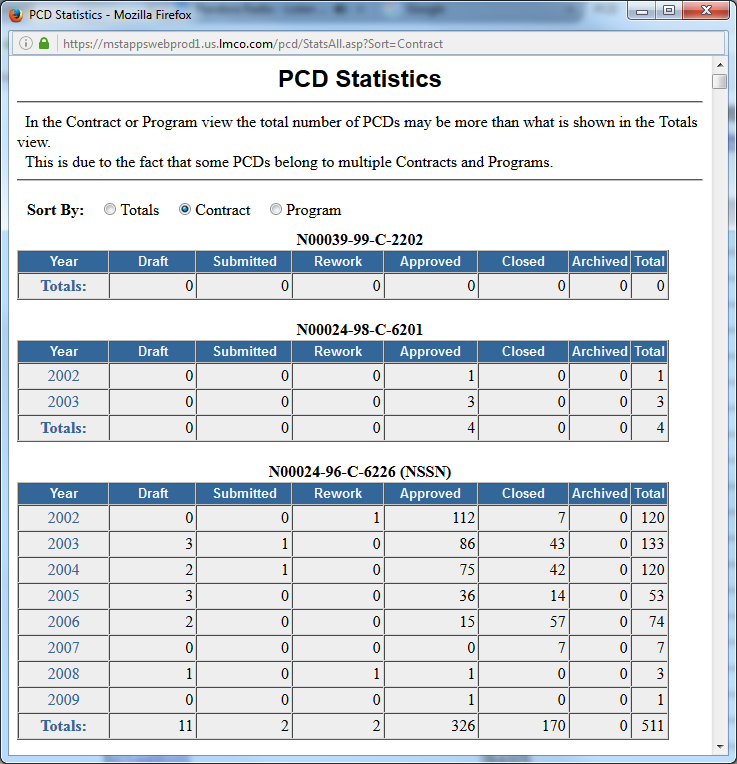 PCD Statistics - Mozilla Firefox
https://mstappswebprod1.us.lmco.com/pcd/StatsAll.asp?Sort=Contract
PCD Statistics
In the Contract or Program view the total number of PCDs may be more than what is shown in the Totals
view.
This is due to the fact that some PCDs belong to multiple Contracts and Programs.
Sort By: Totals Contract Program
N00039-99-C-2202
Year Draft Submitted Rework Approved Closed Archived Total
Totals: 0 0 0 0 0 0 0
N00024-98-C-6201
Year Draft Submitted Rework Approved Closed Archived Total
2002 0 0 0 1 0 0 1
2003 0 0 0 3 0 0 3
Totals: 0 0 0 4 0 0 4
N00024-96-C-6226 (NSSN)
Year Draft Submitted Rework Approved Closed Archived Total
2002 0 0 1 112 7 0 120
2003 3 1 0 86 43 0 133
2004 2 1 0 75 42 0 120
2005 3 0 0 36 14 0 53
2006 2 0 0 15 57 0 74
2007 0 0 0 0 7 0 7
2008 1 0 1 1 0 0 3
2009 0 0 0 1 0 0 1
Totals: 11 2 2 326 170 0 511